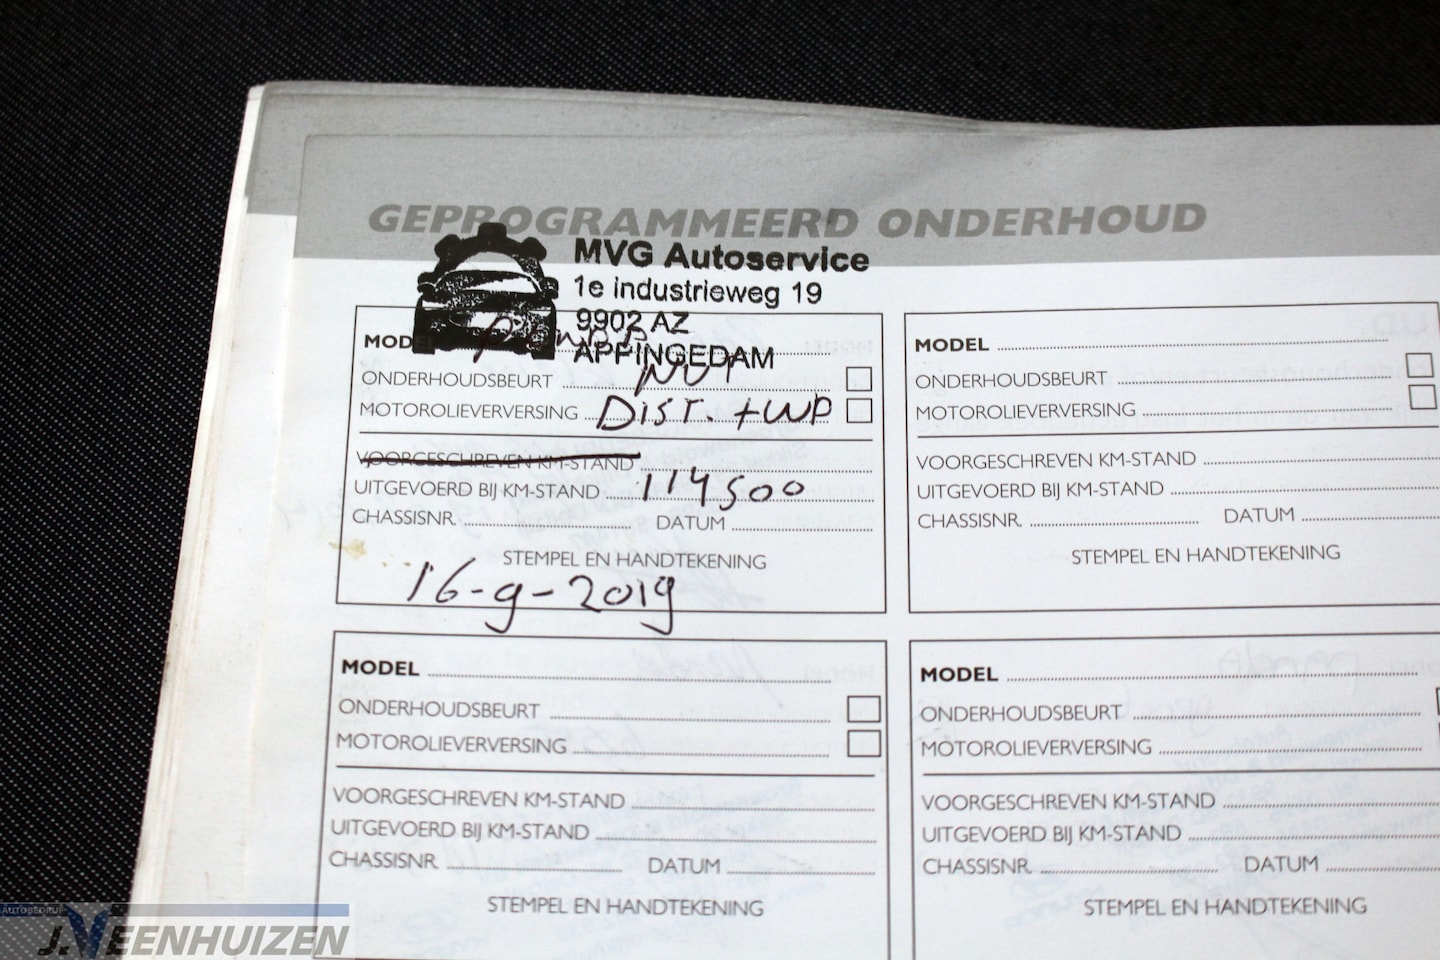 GEPROGRAMMEERD ONDERHOUD
MVG Autoservice
1e industrieweg 19
9902 AZ
APPINGEDAM
MODEL
ONDERHOUDSBEURT
MOTOROLIEVERVERSING Dist. + WP
VOORGESCHREVEN KM-STAND
UITGEVOERD BIJ KM-STAND 114500
CHASSISNR. DATUM
STEMPEL EN HANDTEKENING
16-9-2019
MODEL
ONDERHOUDSBEURT
MOTOROLIEVERVERSING
VOORGESCHREVEN KM-STAND
UITGEVOERD BIJ KM-STAND
CHASSISNR. DATUM
STEMPEL EN HANDTEKENING
MODEL
ONDERHOUDSBEURT
MOTOROLIEVERVERSING
VOORGESCHREVEN KM-STAND
UITGEVOERD BIJ KM-STAND
CHASSISNR. DATUM
STEMPEL EN HANDTEKENING
MODEL
ONDERHOUDSBEURT
MOTOROLIEVERVERSING
VOORGESCHREVEN KM-STAND
UITGEVOERD BIJ KM-STAND
CHASSISNR. DATUM
STEMPEL EN HANDTEKENING
AUTOBEDRIJF
J. VEENHUIZEN